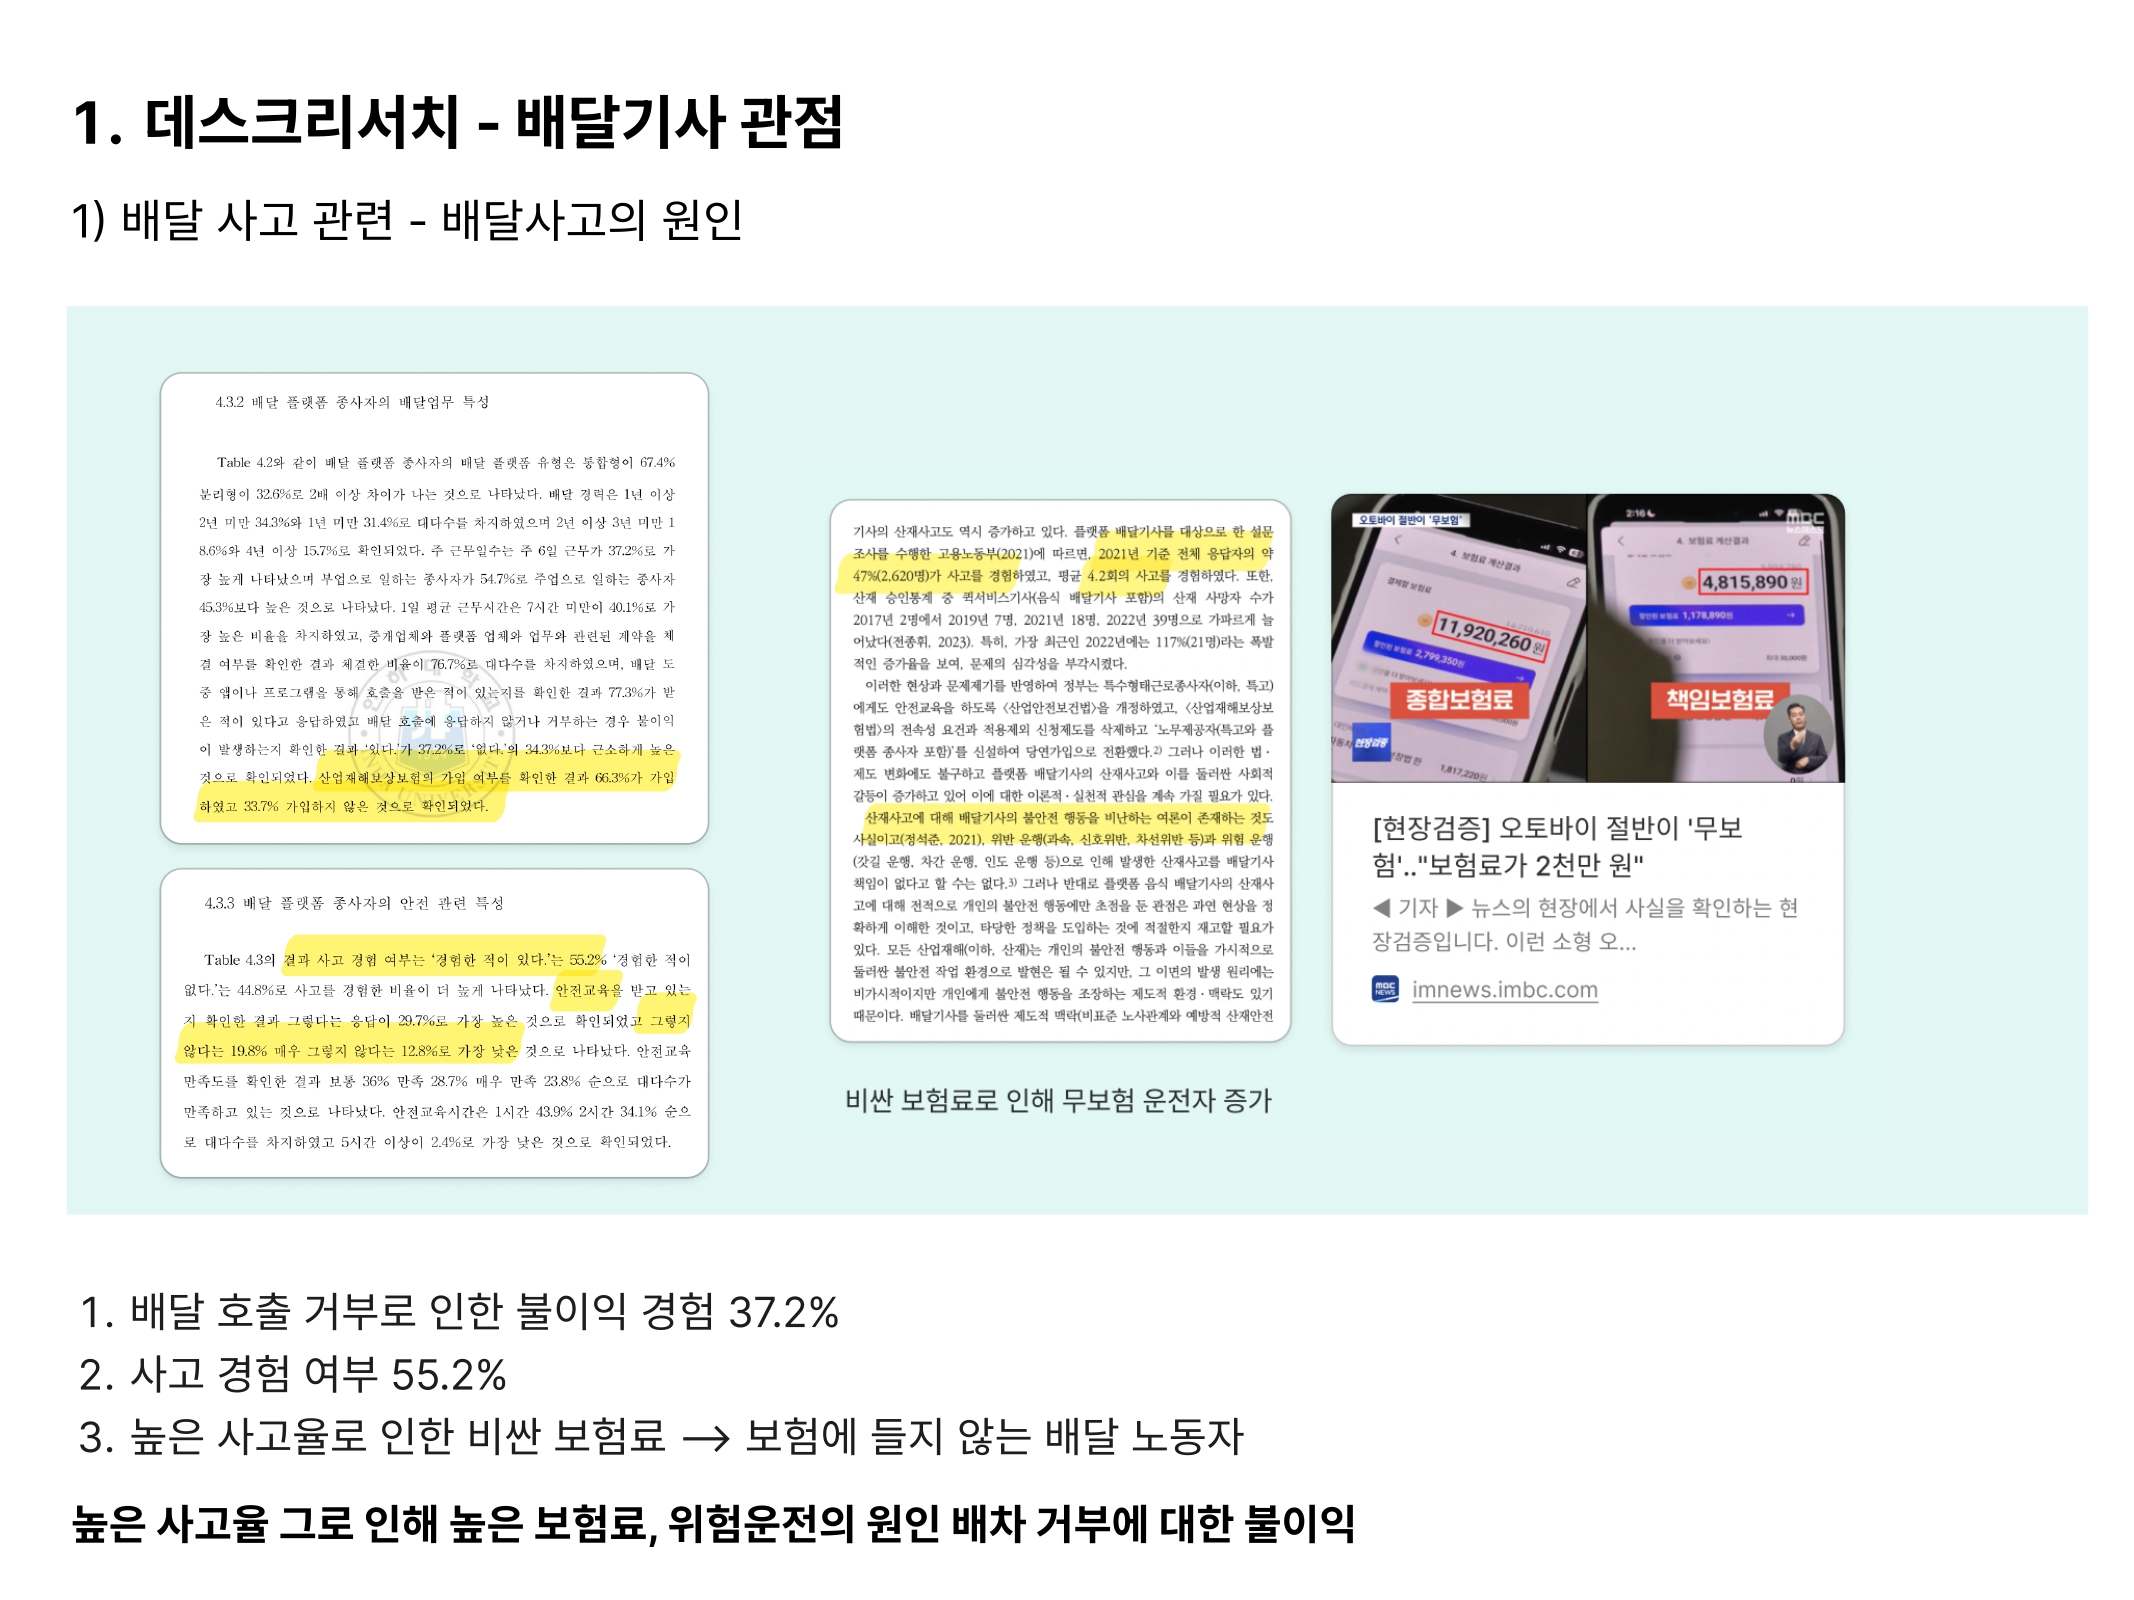 1. 데스크리서치 - 배달기사 관점
1) 배달 사고 관련 - 배달사고의 원인
4.3.2 배달 플랫폼 종사자의 배달업무 특성
Table 4.2와 같이 배달 플랫폼 종사자의 배달 플랫폼 유형은 통합형이 67.4%
분리형이 32.6%로 2배 이상 차이가 나는 것으로 나타났다. 배달 경력은 1년 이상
2년 미만 34.3%와 1년 미만 31.4%로 대다수를 차지하였으며 2년 이상 3년 미만 1
8.6%와 4년 이상 15.7%로 확인되었다. 주 근무일수는 주 6일 근무가 37.2%로 가
장 높게 나타났으며 부업으로 일하는 종사자가 54.7%로 주업으로 일하는 종사자
45.3%보다 높은 것으로 나타났다. 1일 평균 근무시간은 7시간 미만이 40.1%로 가
장 높은 비율을 차지하였고, 중개업체와 플랫폼 업체와 업무와 관련된 계약을 체
결 여부를 확인한 결과 체결한 비율이 76.7%로 대다수를 차지하였으며, 배달 도
중 앱이나 프로그램을 통해 호출을 받은 적이 있는지를 확인한 결과 77.3%가 받
은 적이 있다고 응답하였고 배달 호출에 응답하지 않거나 거부하는 경우 불이익
이 발생하는지 확인한 결과 '있다.'가 37.2%로 '없다.'의 34.3%보다 근소하게 높은
것으로 확인되었다. 산업재해보상보험의 가입 여부를 확인한 결과 66.3%가 가입
하였고 33.7% 가입하지 않은 것으로 확인되었다.
4.3.3 배달 플랫폼 종사자의 안전 관련 특성
Table 4.3의 결과 사고 경험 여부는 '경험한 적이 있다.'는 55.2% '경험한 적이
없다.'는 44.8%로 사고를 경험한 비율이 더 높게 나타났다. 안전교육을 받고 있는
지 확인한 결과 그렇다는 응답이 29.7%로 가장 높은 것으로 확인되었고 그렇지
않다는 19.8% 매우 그렇지 않다는 12.8%로 가장 낮은 것으로 나타났다. 안전교육
만족도를 확인한 결과 보통 36% 만족 28.7% 매우 만족 23.8% 순으로 대다수가
만족하고 있는 것으로 나타났다. 안전교육시간은 1시간 43.9% 2시간 34.1% 순으
로 대다수를 차지하였고 5시간 이상이 2.4%로 가장 낮은 것으로 확인되었다.
기사의 산재사고도 역시 증가하고 있다. 플랫폼 배달기사를 대상으로 한 설문
조사를 수행한 고용노동부(2021)에 따르면, 2021년 기준 전체 응답자의 약
47%(2,620명)가 사고를 경험하였고, 평균 4.2회의 사고를 경험하였다. 또한,
산재 승인통계 중 퀵서비스기사(음식 배달기사 포함)의 산재 사망자 수가
2017년 2명에서 2019년 7명, 2021년 18명, 2022년 39명으로 가파르게 늘
어났다(전종휘, 2023). 특히, 가장 최근인 2022년에는 117%(21명)라는 폭발
적인 증가율을 보여, 문제의 심각성을 부각시켰다.
이러한 현상과 문제제기를 반영하여 정부는 특수형태근로종사자(이하, 특고)
에게도 안전교육을 하도록 〈산업안전보건법〉을 개정하였고, 〈산업재해보상보
험법〉의 전속성 요건과 적용제외 신청제도를 삭제하고 '노무제공자(특고와 플
랫폼 종사자 포함)'를 신설하여 당연가입으로 전환했다.2) 그러나 이러한 법·
제도 변화에도 불구하고 플랫폼 배달기사의 산재사고와 이를 둘러싼 사회적
갈등이 증가하고 있어 이에 대한 이론적·실천적 관심을 계속 가질 필요가 있다.
산재사고에 대해 배달기사의 불안전 행동을 비난하는 여론이 존재하는 것도
사실이고(정석준, 2021), 위반 운행(과속, 신호위반, 차선위반 등)과 위험 운행
(갓길 운행, 차간 운행, 인도 운행 등)으로 인해 발생한 산재사고를 배달기사
책임이 없다고 할 수는 없다.3) 그러나 반대로 플랫폼 음식 배달기사의 산재사
고에 대해 전적으로 개인의 불안전 행동에만 초점을 둔 관점은 과연 현상을 정
확하게 이해한 것이고, 타당한 정책을 도입하는 것에 적절한지 재고할 필요가
있다. 모든 산업재해(이하, 산재)는 개인의 불안전 행동과 이들을 가시적으로
둘러싼 불안전 작업 환경으로 발현은 될 수 있지만, 그 이면의 발생 원리에는
비가시적이지만 개인에게 불안전 행동을 조장하는 제도적 환경·맥락도 있기
때문이다. 배달기사를 둘러싼 제도적 맥락(비표준 노사관계와 예방적 산재안전
비싼 보험료로 인해 무보험 운전자 증가
오토바이 절반이 '무보험'
4. 보험료 계산결과
결제할 보험료
11,920,260 원
할인된 보험료 2,799,350원
종합보험료
현장검증
1,817,220원
2:16
MBC
4. 보험료 계산결과
4,815,890 원
할인된 보험료 1,178,890원
최대 30,000원
책임보험료
[현장검증] 오토바이 절반이 '무보
험'.."보험료가 2천만 원"
◀ 기자 ▶ 뉴스의 현장에서 사실을 확인하는 현
장검증입니다. 이런 소형 오...
MBC NEWS
imnews.imbc.com
1. 배달 호출 거부로 인한 불이익 경험 37.2%
2. 사고 경험 여부 55.2%
3. 높은 사고율로 인한 비싼 보험료 → 보험에 들지 않는 배달 노동자
높은 사고율 그로 인해 높은 보험료, 위험운전의 원인 배차 거부에 대한 불이익